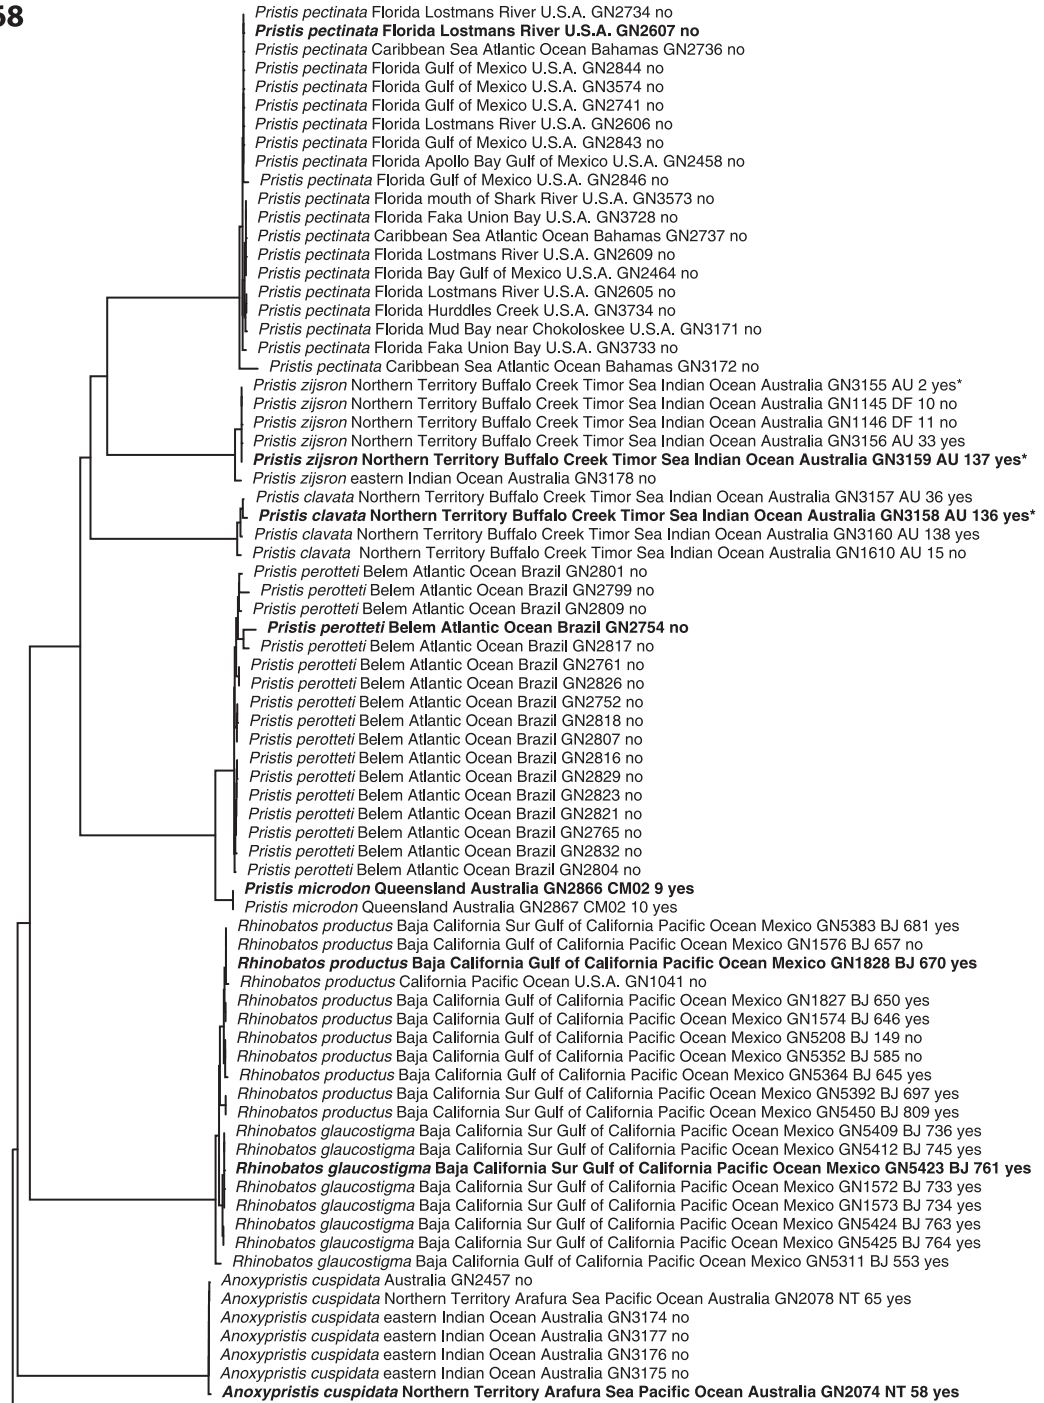 58
Pristis pectinata Florida Lostmans River U.S.A. GN2734 no
Pristis pectinata Florida Lostmans River U.S.A. GN2607 no
Pristis pectinata Caribbean Sea Atlantic Ocean Bahamas GN2736 no
Pristis pectinata Florida Gulf of Mexico U.S.A. GN2844 no
Pristis pectinata Florida Gulf of Mexico U.S.A. GN3574 no
Pristis pectinata Florida Gulf of Mexico U.S.A. GN2741 no
Pristis pectinata Florida Lostmans River U.S.A. GN2606 no
Pristis pectinata Florida Gulf of Mexico U.S.A. GN2843 no
Pristis pectinata Florida Apollo Bay Gulf of Mexico U.S.A. GN2458 no
Pristis pectinata Florida Gulf of Mexico U.S.A. GN2846 no
Pristis pectinata Florida mouth of Shark River U.S.A. GN3573 no
Pristis pectinata Florida Faka Union Bay U.S.A. GN3728 no
Pristis pectinata Caribbean Sea Atlantic Ocean Bahamas GN2737 no
Pristis pectinata Florida Lostmans River U.S.A. GN2609 no
Pristis pectinata Florida Bay Gulf of Mexico U.S.A. GN2464 no
Pristis pectinata Florida Lostmans River U.S.A. GN2605 no
Pristis pectinata Florida Hurddles Creek U.S.A. GN3734 no
Pristis pectinata Florida Mud Bay near Chokoloskee U.S.A. GN3171 no
Pristis pectinata Florida Faka Union Bay U.S.A. GN3733 no
Pristis pectinata Caribbean Sea Atlantic Ocean Bahamas GN3172 no
Pristis zijsron Northern Territory Buffalo Creek Timor Sea Indian Ocean Australia GN3155 AU 2 yes*
Pristis zijsron Northern Territory Buffalo Creek Timor Sea Indian Ocean Australia GN1145 DF 10 no
Pristis zijsron Northern Territory Buffalo Creek Timor Sea Indian Ocean Australia GN1146 DF 11 no
Pristis zijsron Northern Territory Buffalo Creek Timor Sea Indian Ocean Australia GN3156 AU 33 yes
Pristis zijsron Northern Territory Buffalo Creek Timor Sea Indian Ocean Australia GN3159 AU 137 yes*
Pristis zijsron eastern Indian Ocean Australia GN3178 no
Pristis clavata Northern Territory Buffalo Creek Timor Sea Indian Ocean Australia GN3157 AU 36 yes
Pristis clavata Northern Territory Buffalo Creek Timor Sea Indian Ocean Australia GN3158 AU 136 yes*
Pristis clavata Northern Territory Buffalo Creek Timor Sea Indian Ocean Australia GN3160 AU 138 yes
Pristis clavata Northern Territory Buffalo Creek Timor Sea Indian Ocean Australia GN1610 AU 15 no
Pristis perotteti Belem Atlantic Ocean Brazil GN2801 no
Pristis perotteti Belem Atlantic Ocean Brazil GN2799 no
Pristis perotteti Belem Atlantic Ocean Brazil GN2809 no
Pristis perotteti Belem Atlantic Ocean Brazil GN2754 no
Pristis perotteti Belem Atlantic Ocean Brazil GN2817 no
Pristis perotteti Belem Atlantic Ocean Brazil GN2761 no
Pristis perotteti Belem Atlantic Ocean Brazil GN2826 no
Pristis perotteti Belem Atlantic Ocean Brazil GN2752 no
Pristis perotteti Belem Atlantic Ocean Brazil GN2818 no
Pristis perotteti Belem Atlantic Ocean Brazil GN2807 no
Pristis perotteti Belem Atlantic Ocean Brazil GN2816 no
Pristis perotteti Belem Atlantic Ocean Brazil GN2829 no
Pristis perotteti Belem Atlantic Ocean Brazil GN2823 no
Pristis perotteti Belem Atlantic Ocean Brazil GN2821 no
Pristis perotteti Belem Atlantic Ocean Brazil GN2765 no
Pristis perotteti Belem Atlantic Ocean Brazil GN2832 no
Pristis perotteti Belem Atlantic Ocean Brazil GN2804 no
Pristis microdon Queensland Australia GN2866 CM02 9 yes
Pristis microdon Queensland Australia GN2867 CM02 10 yes
Rhinobatos productus Baja California Sur Gulf of California Pacific Ocean Mexico GN5383 BJ 681 yes
Rhinobatos productus Baja California Gulf of California Pacific Ocean Mexico GN1576 BJ 657 no
Rhinobatos productus Baja California Gulf of California Pacific Ocean Mexico GN1828 BJ 670 yes
Rhinobatos productus California Pacific Ocean U.S.A. GN1041 no
Rhinobatos productus Baja California Gulf of California Pacific Ocean Mexico GN1827 BJ 650 yes
Rhinobatos productus Baja California Gulf of California Pacific Ocean Mexico GN1574 BJ 646 yes
Rhinobatos productus Baja California Gulf of California Pacific Ocean Mexico GN5208 BJ 149 no
Rhinobatos productus Baja California Gulf of California Pacific Ocean Mexico GN5352 BJ 585 no
Rhinobatos productus Baja California Gulf of California Pacific Ocean Mexico GN5364 BJ 645 yes
Rhinobatos productus Baja California Sur Gulf of California Pacific Ocean Mexico GN5392 BJ 697 yes
Rhinobatos productus Baja California Sur Gulf of California Pacific Ocean Mexico GN5450 BJ 809 yes
Rhinobatos glaucostigma Baja California Sur Gulf of California Pacific Ocean Mexico GN5409 BJ 736 yes
Rhinobatos glaucostigma Baja California Sur Gulf of California Pacific Ocean Mexico GN5412 BJ 745 yes
Rhinobatos glaucostigma Baja California Sur Gulf of California Pacific Ocean Mexico GN5423 BJ 761 yes
Rhinobatos glaucostigma Baja California Sur Gulf of California Pacific Ocean Mexico GN1572 BJ 733 yes
Rhinobatos glaucostigma Baja California Sur Gulf of California Pacific Ocean Mexico GN1573 BJ 734 yes
Rhinobatos glaucostigma Baja California Sur Gulf of California Pacific Ocean Mexico GN5424 BJ 763 yes
Rhinobatos glaucostigma Baja California Sur Gulf of California Pacific Ocean Mexico GN5425 BJ 764 yes
Rhinobatos glaucostigma Baja California Gulf of California Pacific Ocean Mexico GN5311 BJ 553 yes
Anoxypristis cuspidata Australia GN2457 no
Anoxypristis cuspidata Northern Territory Arafura Sea Pacific Ocean Australia GN2078 NT 65 yes
Anoxypristis cuspidata eastern Indian Ocean Australia GN3174 no
Anoxypristis cuspidata eastern Indian Ocean Australia GN3177 no
Anoxypristis cuspidata eastern Indian Ocean Australia GN3176 no
Anoxypristis cuspidata eastern Indian Ocean Australia GN3175 no
Anoxypristis cuspidata Northern Territory Arafura Sea Pacific Ocean Australia GN2074 NT 58 yes